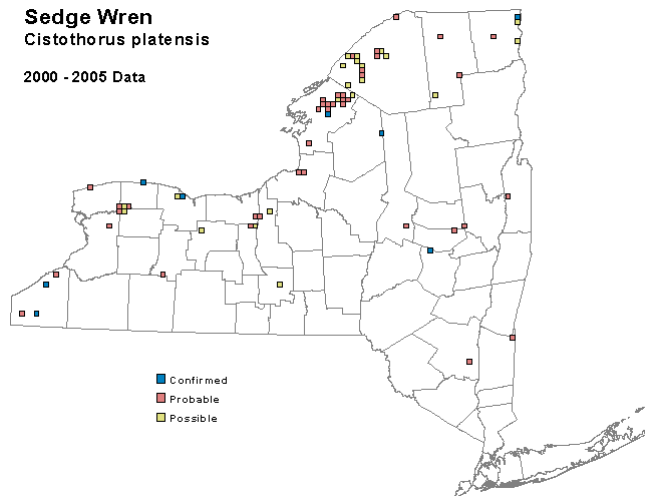 Sedge Wren
Cistothorus platensis
2000 - 2005 Data
Confirmed
Probable
Possible